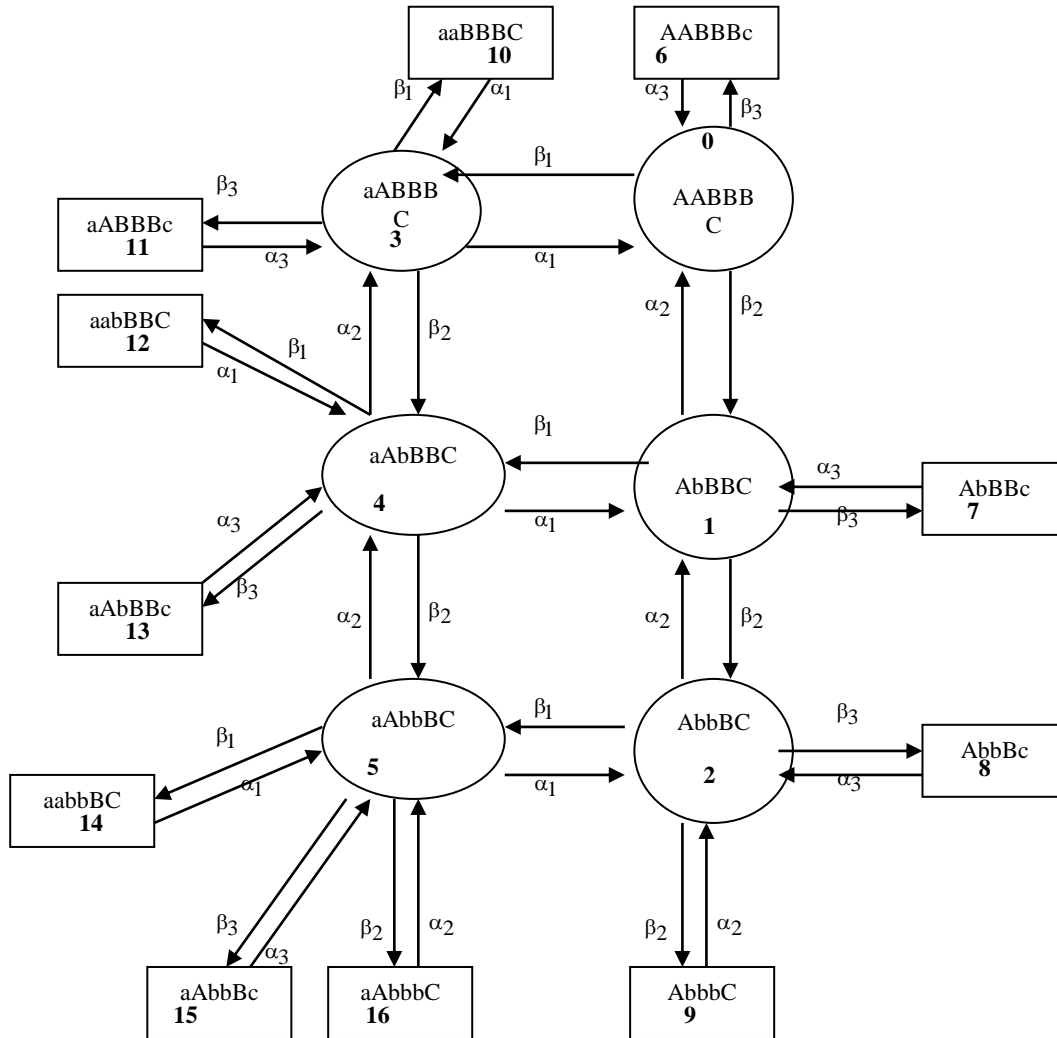 aaBBBC
10
AABBBc
6
β1
α1
α3
β3
0
β1
aABBB
C
3
AABBB
C
β3
aABBBc
11
α3
α1
aabBBC
12
β1
α1
α2
β2
α2
β2
β1
aAbBBC
4
AbBBC
1
α3
AbBBc
7
β3
α3
α1
β3
aAbBBc
13
α2
β2
α2
β2
aAbbBC
5
β1
AbbBC
2
β3
AbbBc
8
α3
β1
α1
α1
aabbBC
14
β3
α3
β2
α2
β2
α2
aAbbBc
15
aAbbbC
16
AbbbC
9